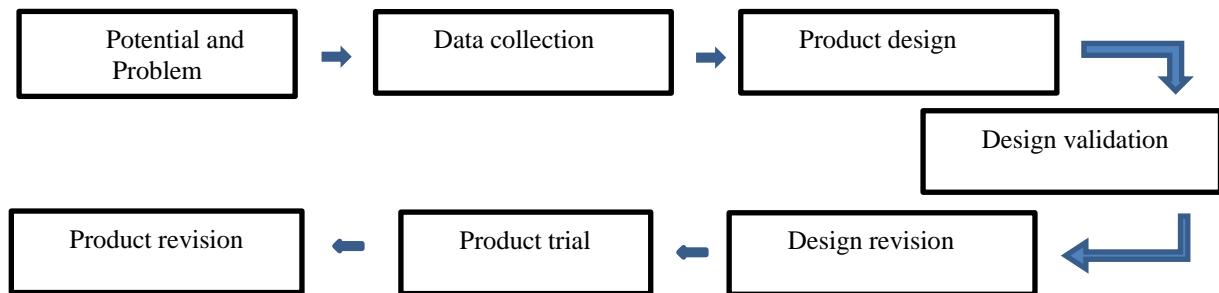 Potential and
Problem
Data collection
Product design
Design validation
Design revision
Product trial
Product revision